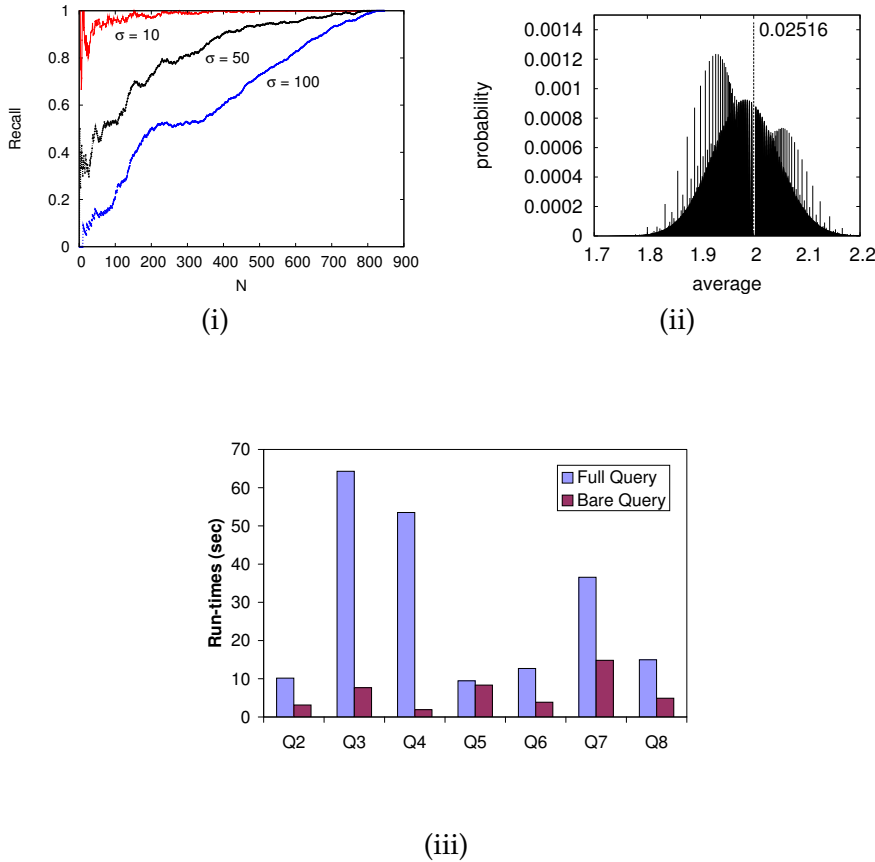 Recall
1
0.8
0.6
0.4
0.2
0
σ = 10
σ = 50
σ = 100
0 100 200 300 400 500 600 700 800 900
N
(i)
probability
0.0014
0.0012
0.001
0.0008
0.0006
0.0004
0.0002
0
0.02516
1.7 1.8 1.9 2 2.1 2.2
average
(ii)
Run-times (sec)
70
60
50
40
30
20
10
0
Full Query
Bare Query
Q2 Q3 Q4 Q5 Q6 Q7 Q8
(iii)